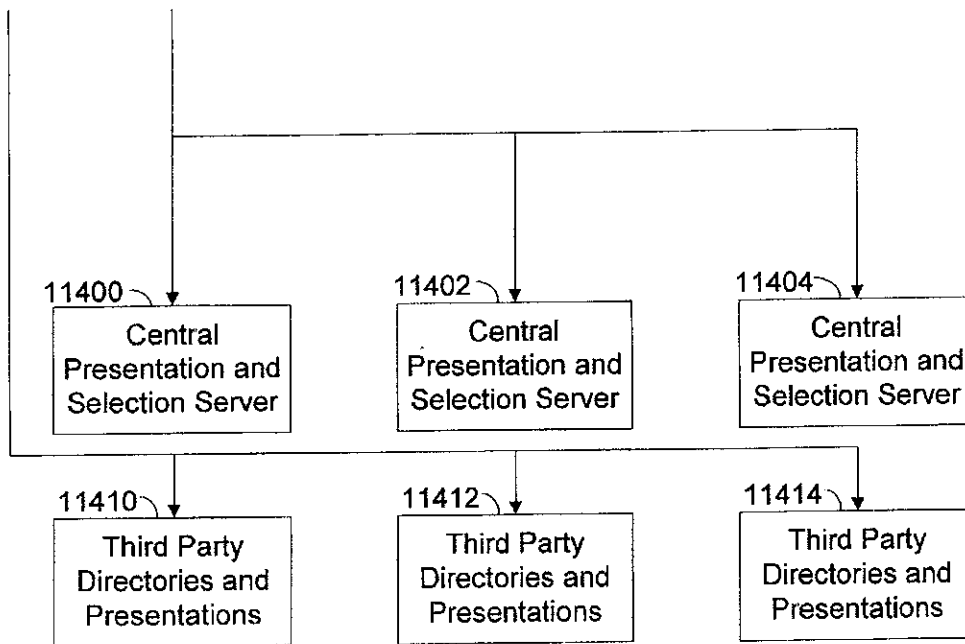 11400
Central
Presentation and
Selection Server
11402
Central
Presentation and
Selection Server
11404
Central
Presentation and
Selection Server
11410
Third Party
Directories and
Presentations
11412
Third Party
Directories and
Presentations
11414
Third Party
Directories and
Presentations